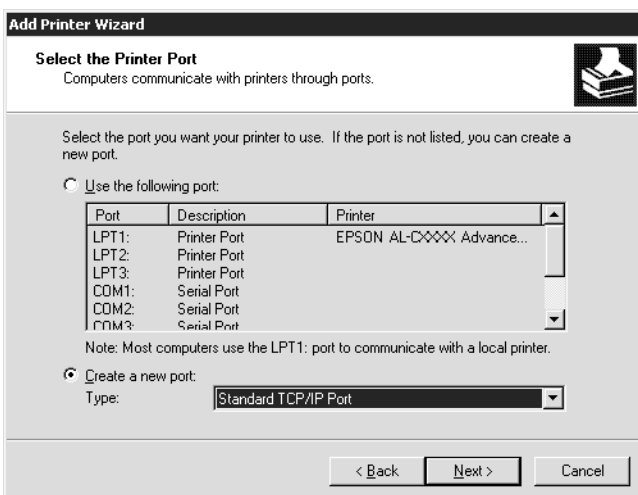 Add Printer Wizard
Select the Printer Port
Computers communicate with printers through ports.
Select the port you want your printer to use. If the port is not listed, you can create a
new port.
Use the following port:
Port Description Printer
LPT1: Printer Port EPSON AL-CXXXX Advance...
LPT2: Printer Port
LPT3: Printer Port
COM1: Serial Port
COM2: Serial Port
COM3: Serial Port
Note: Most computers use the LPT1: port to communicate with a local printer.
Create a new port:
Type: Standard TCP/IP Port
< Back Next > Cancel